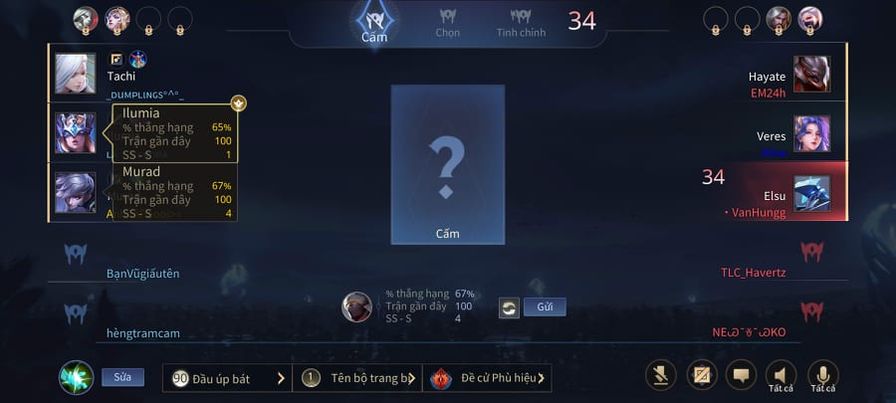 Cấm
Chọn
Tinh chỉnh
34
Tachi
_DUMPLINGS°^°_
Ilumia
% thắng hạng 65%
Trận gần đây 100
SS - S 1
Murad
% thắng hạng 67%
Trận gần đây 100
SS - S 4
BạnVũgiấutên
hèngtramcam
?
Cấm
% thắng hạng 67%
Trận gần đây 100
SS - S 4
Gửi
Hayate
EM24h
Veres
34
Elsu
• VanHungg
TLC_Havertz
Sửa
90 Đầu úp bát
1 Tên bộ trang bị
Đề cử Phù hiệu
Tất cả
Tất cả